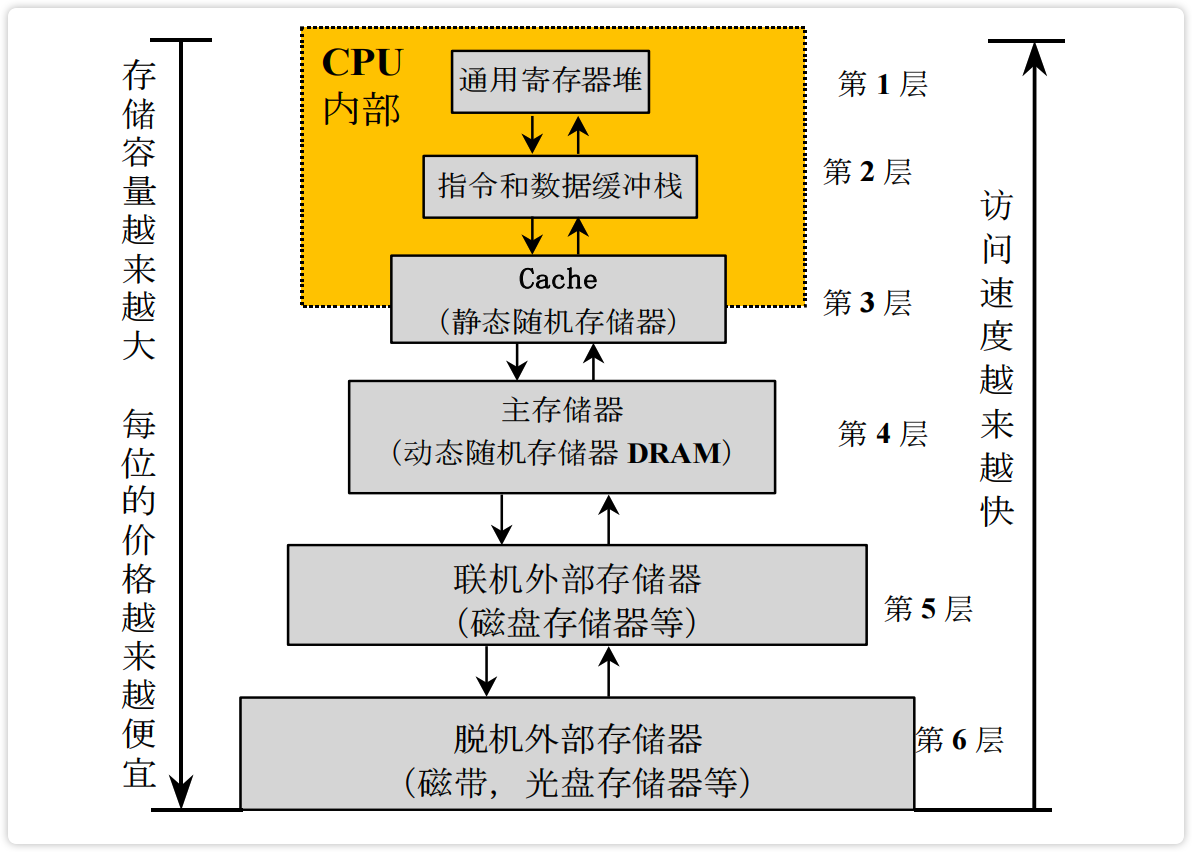 存储容量越来越大 每位的价格越来越便宜
CPU
内部
通用寄存器堆
第 1 层
指令和数据缓冲栈
第 2 层
Cache
（静态随机存储器）
第 3 层
主存储器
（动态随机存储器 DRAM）
第 4 层
联机外部存储器
（磁盘存储器等）
第 5 层
脱机外部存储器
（磁带，光盘存储器等）
第 6 层
访问速度越来越快